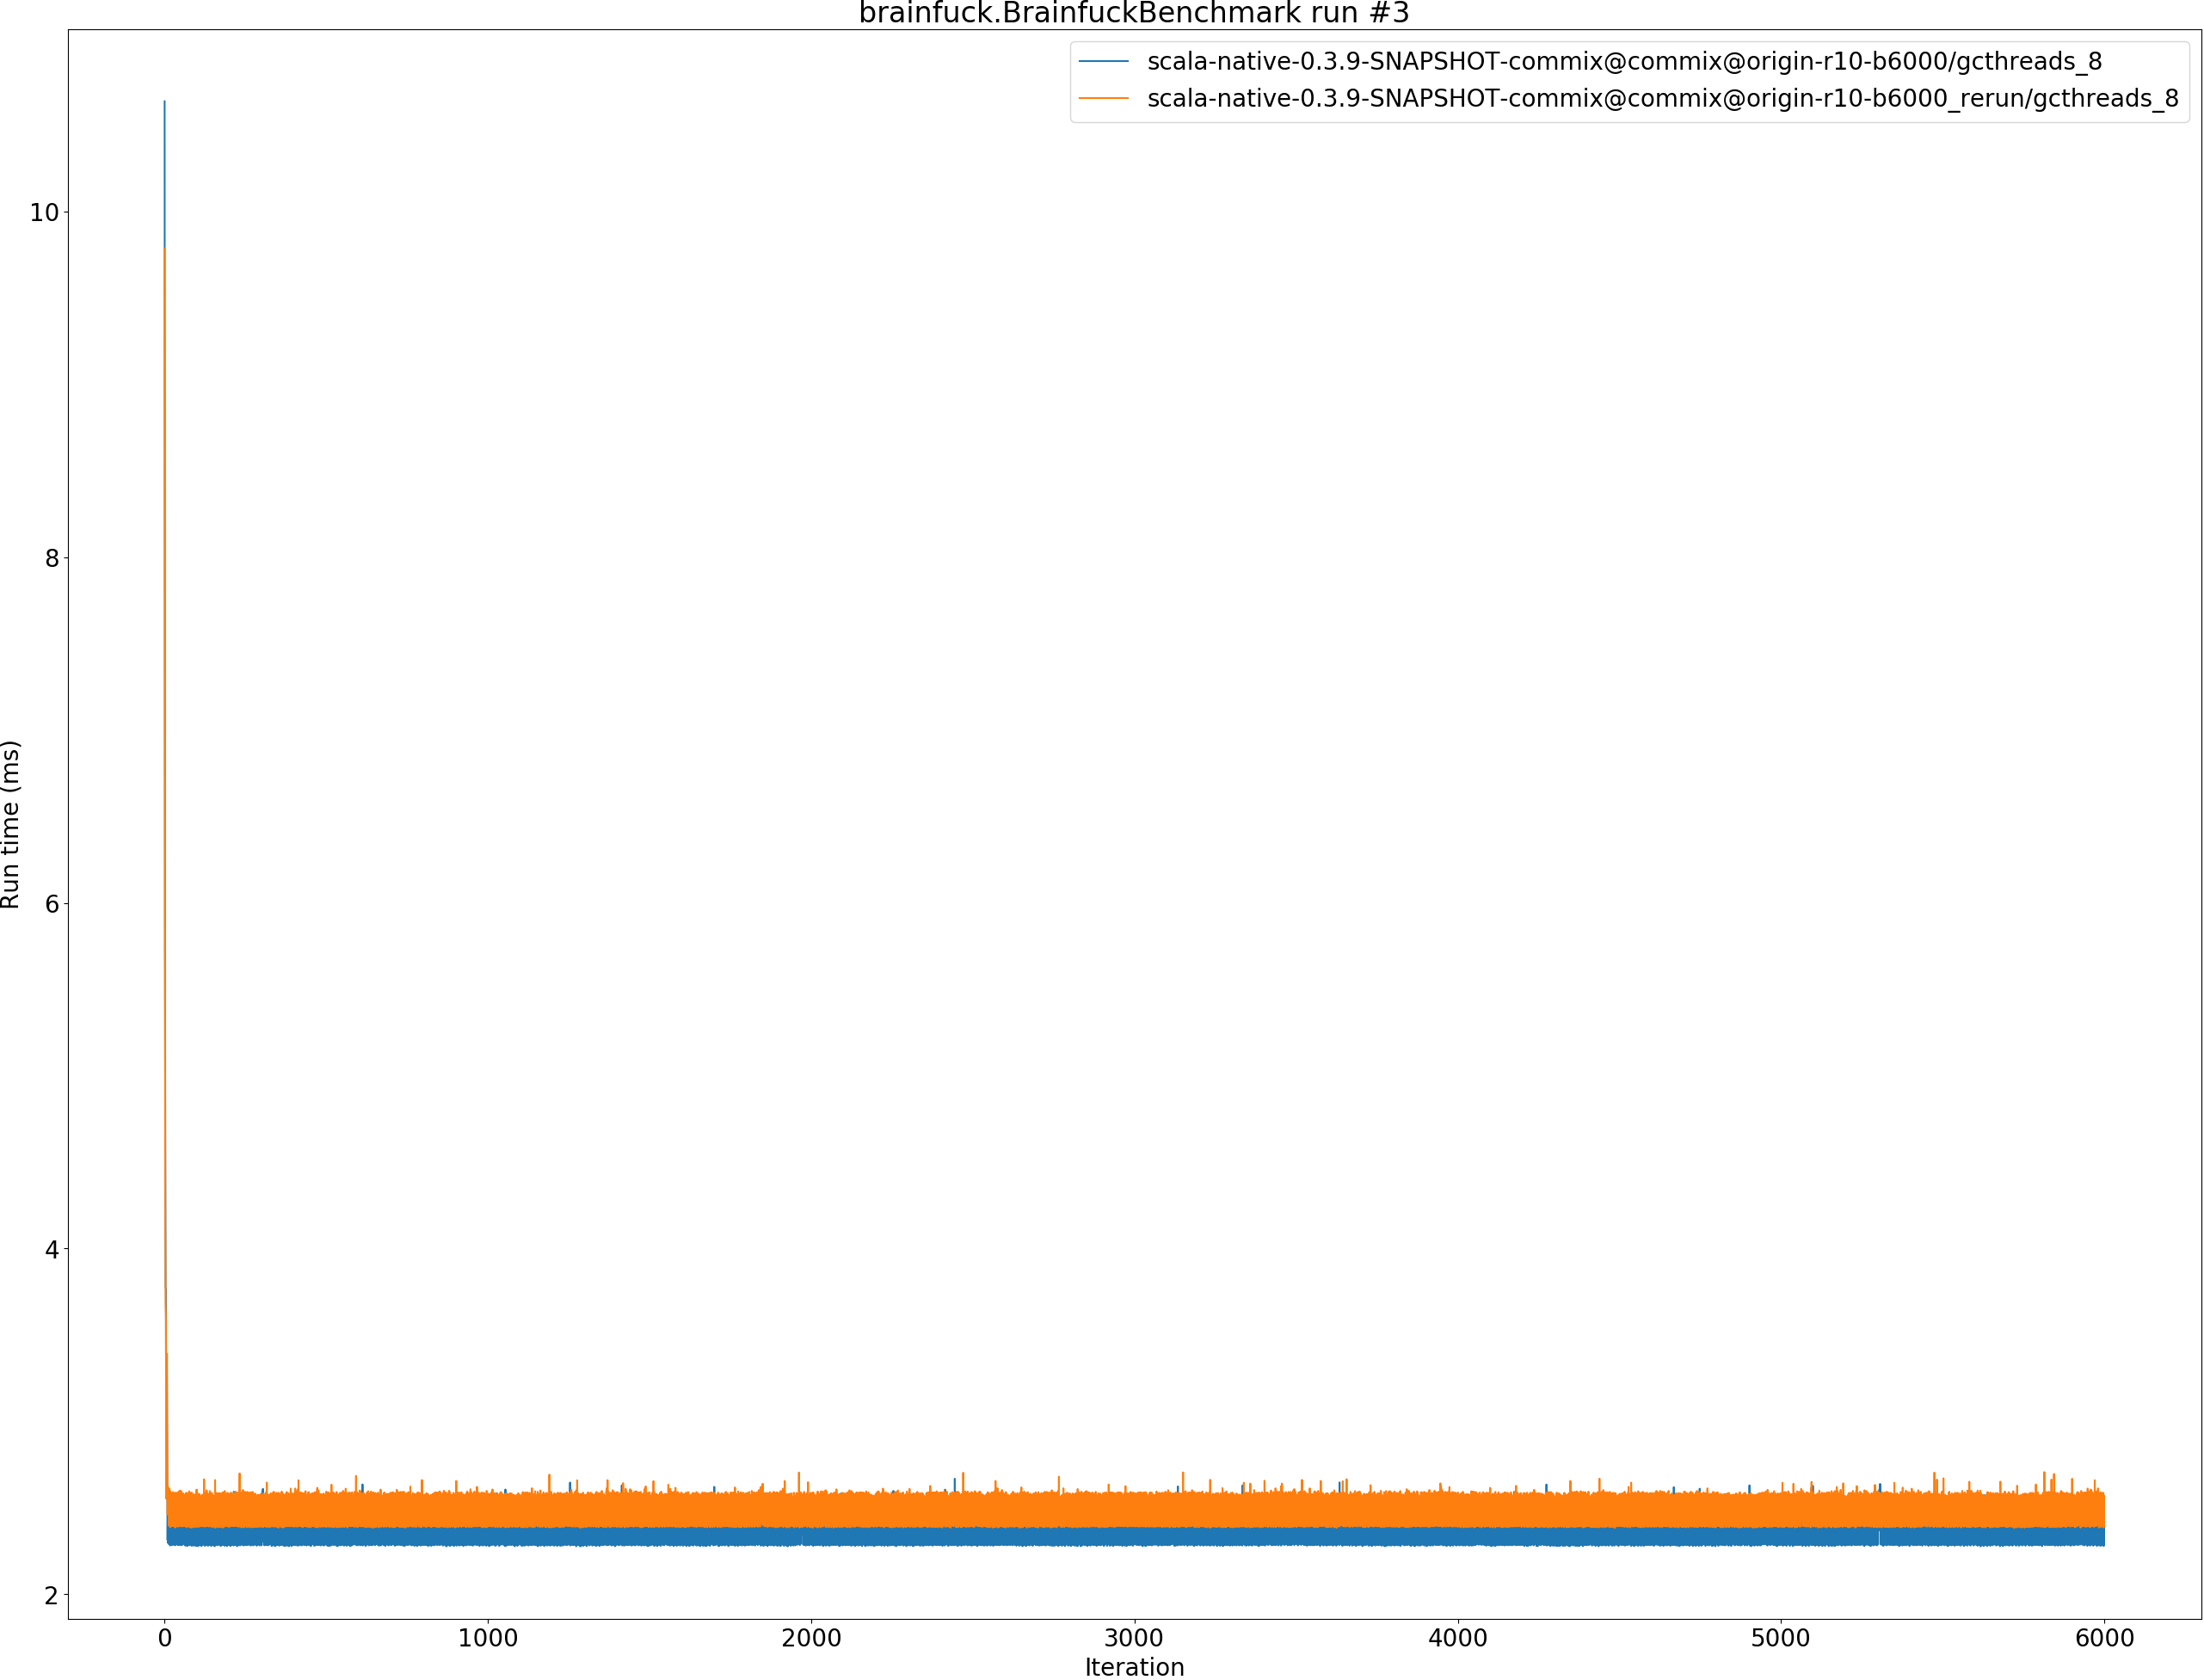 brainfuck.BrainfuckBenchmark run #3
scala-native-0.3.9-SNAPSHOT-commix@commix@origin-r10-b6000/gcthreads_8
scala-native-0.3.9-SNAPSHOT-commix@commix@origin-r10-b6000_rerun/gcthreads_8
10
8
6
4
2
Run time (ms)
0 1000 2000 3000 4000 5000 6000
Iteration